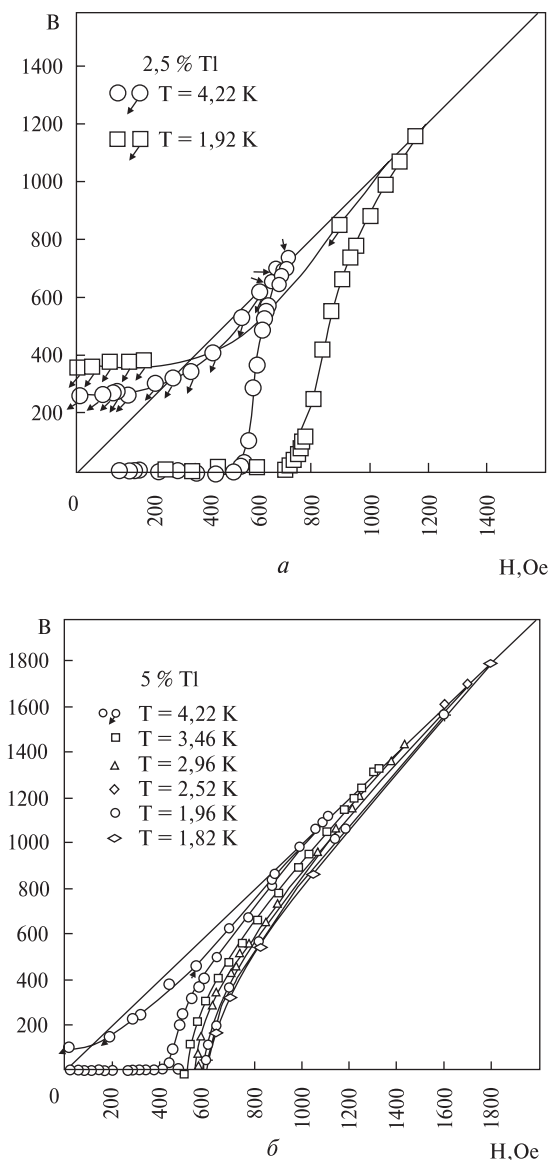 B
1400
1200
1000
800
600
400
200
0
2,5 % Tl
T = 4,22 K
T = 1,92 K
200
400
600
800
1000
1200
1400
а
H,Oe
B
1800
1600
1400
1200
1000
800
600
400
200
0
5 % Tl
T = 4,22 K
T = 3,46 K
T = 2,96 K
T = 2,52 K
T = 1,96 K
T = 1,82 K
200
400
600
800
1000
1200
1400
1600
1800
б
H,Oe